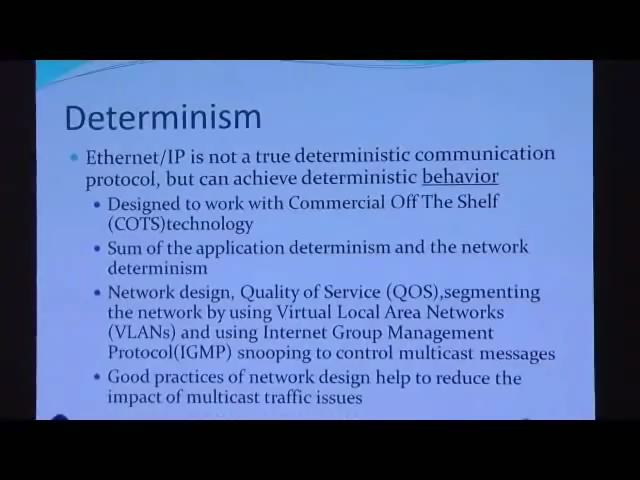 Determinism
• Ethernet/IP is not a true deterministic communication
protocol, but can achieve deterministic behavior
• Designed to work with Commercial Off The Shelf
(COTS)technology
• Sum of the application determinism and the network
determinism
• Network design, Quality of Service (QOS),segmenting
the network by using Virtual Local Area Networks
(VLANs) and using Internet Group Management
Protocol(IGMP) snooping to control multicast messages
• Good practices of network design help to reduce the
impact of multicast traffic issues